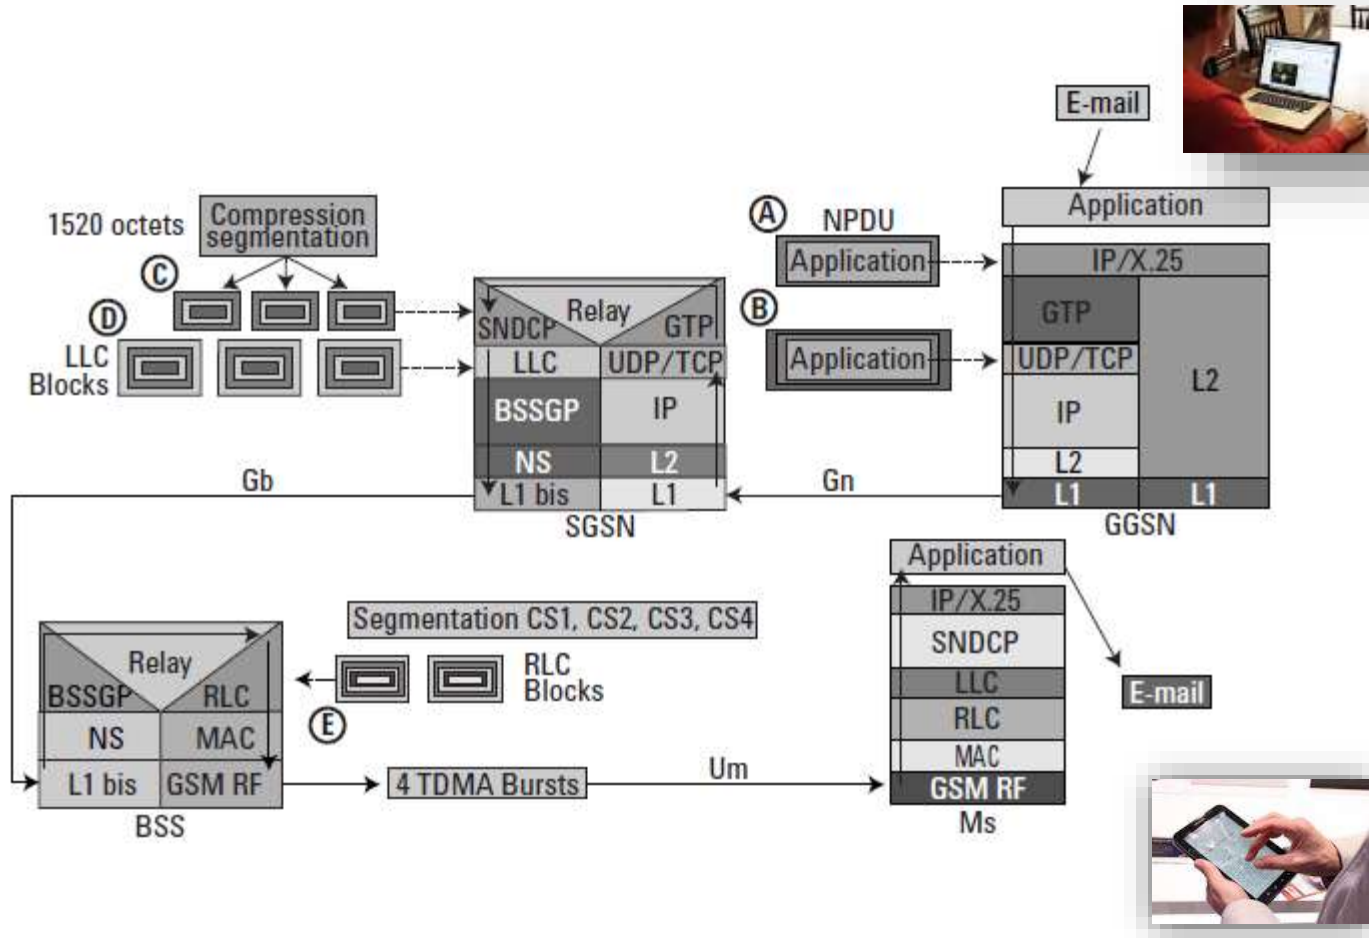 E-mail
Application
IP/X.25
GTP
UDP/TCP
IP
L2
L1
L2
L1
GGSN
A
NPDU
Application
B
Application
1520 octets
Compression
segmentation
C
D
LLC
Blocks
Relay
SNDCP
GTP
LLC
UDP/TCP
BSSGP
IP
NS
L2
L1 bis
L1
SGSN
Gb
Gn
Segmentation CS1, CS2, CS3, CS4
RLC
Blocks
E
Relay
BSSGP
RLC
NS
MAC
L1 bis
GSM RF
BSS
4 TDMA Bursts
Um
Application
IP/X.25
SNDCP
LLC
RLC
MAC
GSM RF
Ms
E-mail